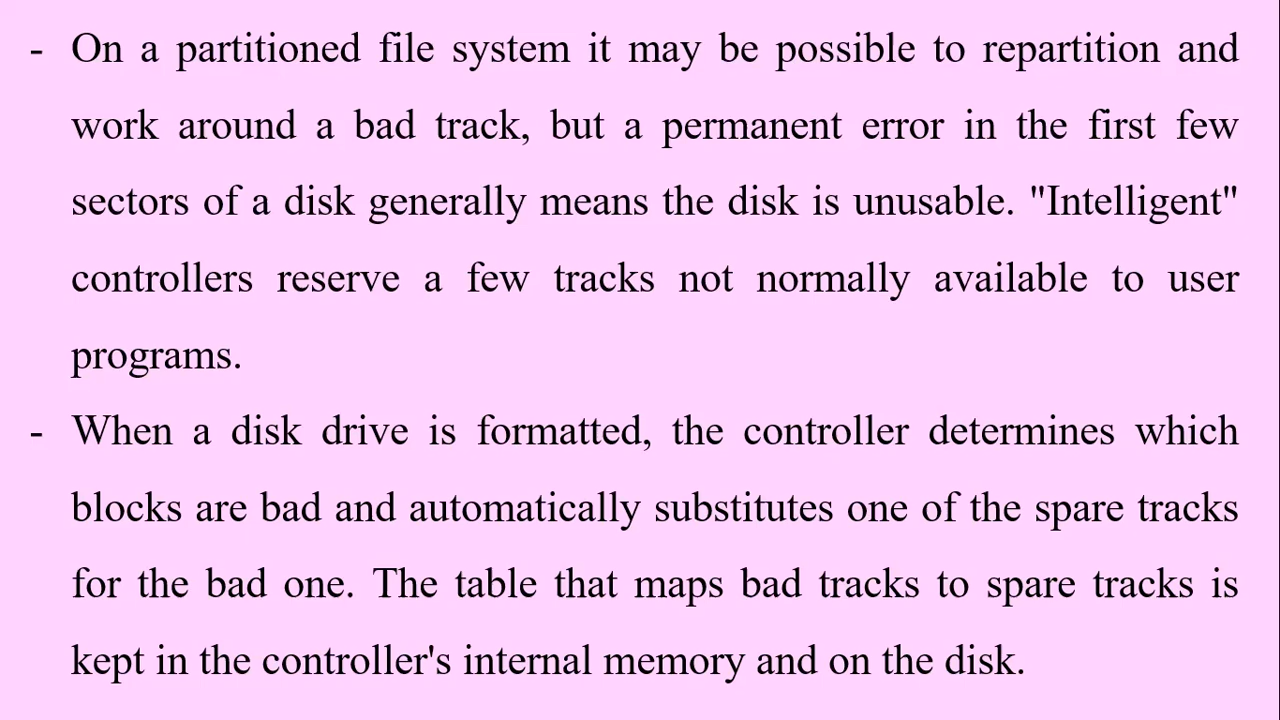 - On a partitioned file system it may be possible to repartition and
work around a bad track, but a permanent error in the first few
sectors of a disk generally means the disk is unusable. "Intelligent"
controllers reserve a few tracks not normally available to user
programs.
- When a disk drive is formatted, the controller determines which
blocks are bad and automatically substitutes one of the spare tracks
for the bad one. The table that maps bad tracks to spare tracks is
kept in the controller's internal memory and on the disk.